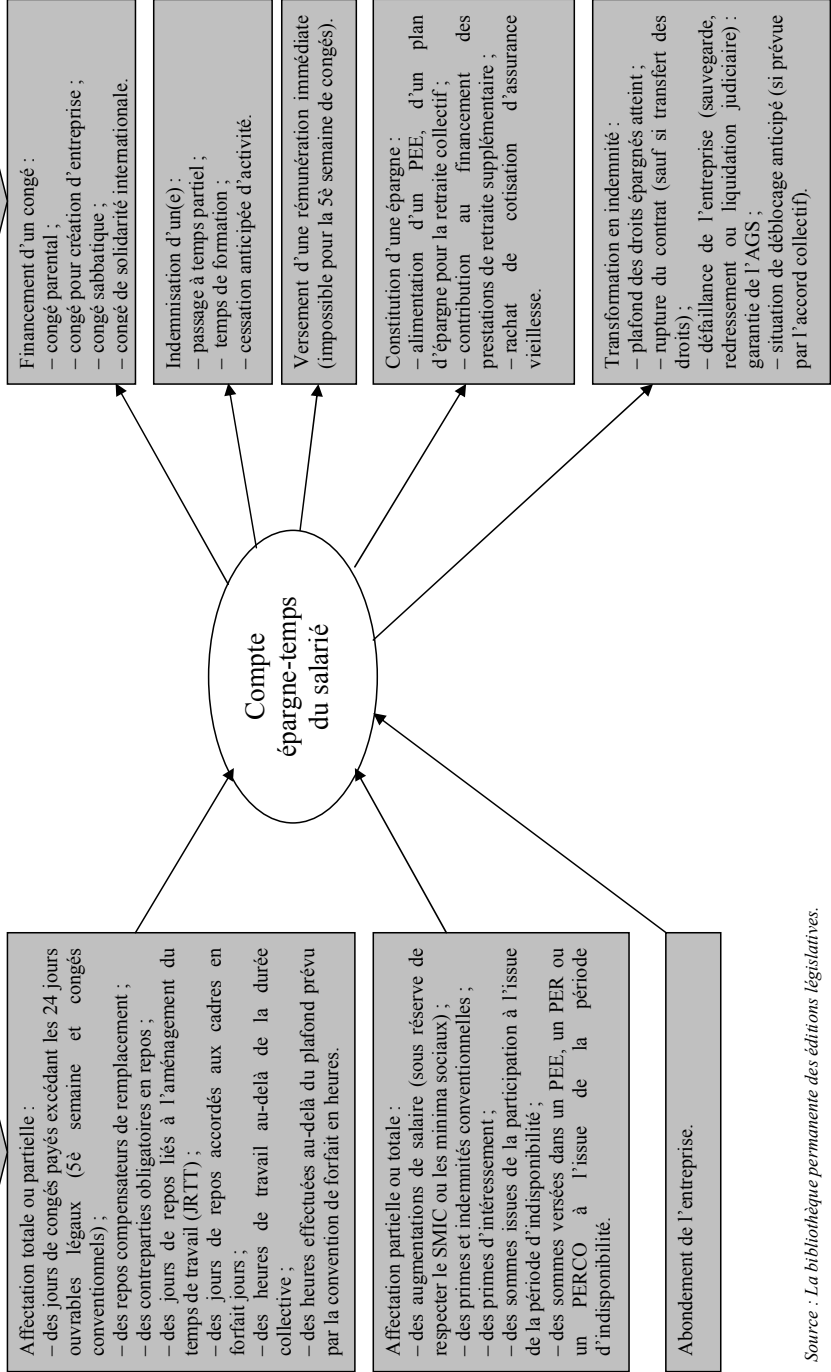 Affectation totale ou partielle :
– des jours de congés payés excédant les 24 jours
ouvrables légaux (5è semaine et congés
conventionnels) ;
– des repos compensateurs de remplacement ;
– des contreparties obligatoires en repos ;
– des jours de repos liés à l’aménagement du
temps de travail (JRTT) ;
– des jours de repos accordés aux cadres en
forfait jours ;
– des heures de travail au-delà de la durée
collective ;
– des heures effectuées au-delà du plafond prévu
par la convention de forfait en heures.
Affectation partielle ou totale :
– des augmentations de salaire (sous réserve de
respecter le SMIC ou les minima sociaux) ;
– des primes et indemnités conventionnelles ;
– des primes d’intéressement ;
– des sommes issues de la participation à l’issue
de la période d’indisponibilité ;
– des sommes versées dans un PEE, un PER ou
un PERCO à l’issue de la période
d’indisponibilité.
Abondement de l’entreprise.
Compte
épargne-temps
du salarié
Financement d’un congé :
– congé parental ;
– congé pour création d’entreprise ;
– congé sabbatique ;
– congé de solidarité internationale.
Indemnisation d’un(e) :
– passage à temps partiel ;
– temps de formation ;
– cessation anticipée d’activité.
Versement d’une rémunération immédiate
(impossible pour la 5è semaine de congés).
Constitution d’une épargne :
– alimentation d’un PEE, d’un plan
d’épargne pour la retraite collectif ;
– contribution au financement des
prestations de retraite supplémentaire ;
– rachat de cotisation d’assurance
vieillesse.
Transformation en indemnité :
– plafond des droits épargnés atteint ;
– rupture du contrat (sauf si transfert des
droits) ;
– défaillance de l’entreprise (sauvegarde,
redressement ou liquidation judiciaire) :
garantie de l’AGS ;
– situation de déblocage anticipé (si prévue
par l’accord collectif).
Source : La bibliothèque permanente des éditions législatives.